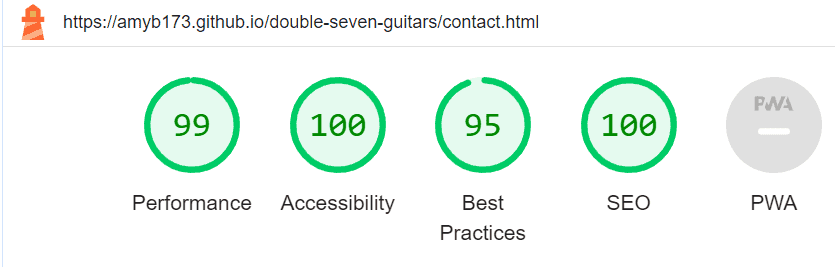 https://amyb173.github.io/double-seven-guitars/contact.html
PWA
99 100 95 100
Performance Accessibility Best Practices SEO PWA